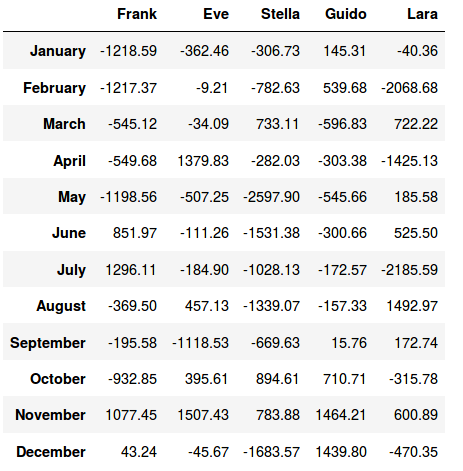 Frank Eve Stella Guido Lara
January -1218.59 -362.46 -306.73 145.31 -40.36
February -1217.37 -9.21 -782.63 539.68 -2068.68
March -545.12 -34.09 733.11 -596.83 722.22
April -549.68 1379.83 -282.03 -303.38 -1425.13
May -1198.56 -507.25 -2597.90 -545.66 185.58
June 851.97 -111.26 -1531.38 -300.66 525.50
July 1296.11 -184.90 -1028.13 -172.57 -2185.59
August -369.50 457.13 -1339.07 -157.33 1492.97
September -195.58 -1118.53 -669.63 15.76 172.74
October -932.85 395.61 894.61 710.71 -315.78
November 1077.45 1507.43 783.88 1464.21 600.89
December 43.24 -45.67 -1683.57 1439.80 -470.35